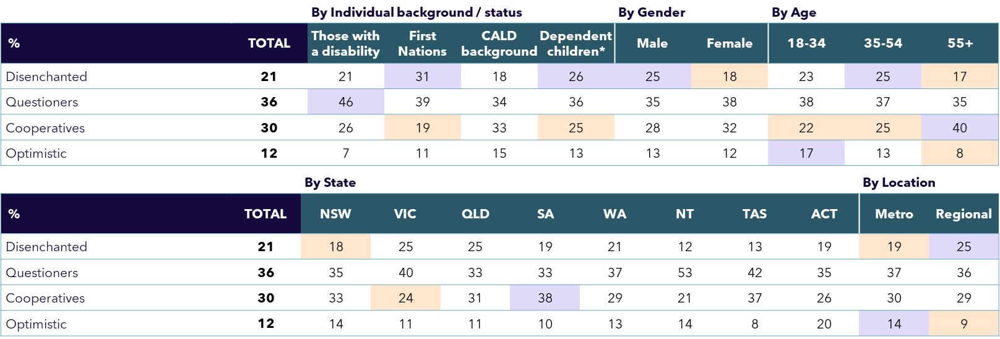 By Individual background / status By Gender By Age
% TOTAL Those with a disability First Nations CALD background Dependent children* Male Female 18-34 35-54 55+
Disenchanted 21 21 31 18 26 25 18 23 25 17
Questioners 36 46 39 34 36 35 38 38 37 35
Cooperatives 30 26 19 33 25 28 32 22 25 40
Optimistic 12 7 11 15 13 13 12 17 13 8
By State By Location
% TOTAL NSW VIC QLD SA WA NT TAS ACT Metro Regional
Disenchanted 21 18 25 25 19 21 12 13 19 19 25
Questioners 36 35 40 33 33 37 53 42 35 37 36
Cooperatives 30 33 24 31 38 29 21 37 26 30 29
Optimistic 12 14 11 11 10 13 14 8 20 14 9